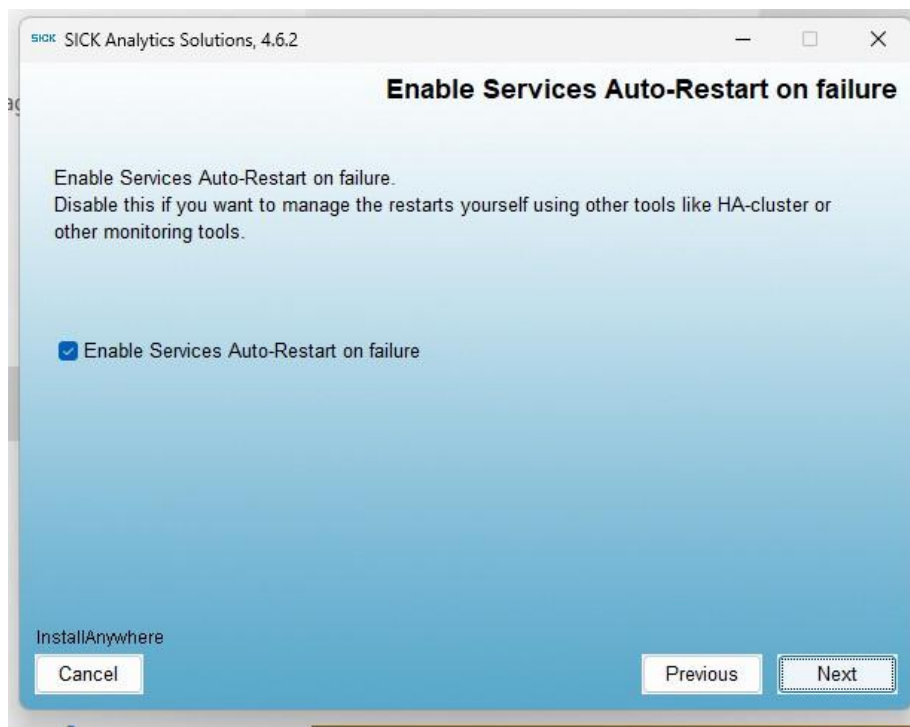 SICK SICK Analytics Solutions, 4.6.2
Enable Services Auto-Restart on failure
Enable Services Auto-Restart on failure.
Disable this if you want to manage the restarts yourself using other tools like HA-cluster or
other monitoring tools.
Enable Services Auto-Restart on failure
InstallAnywhere
Cancel
Previous
Next